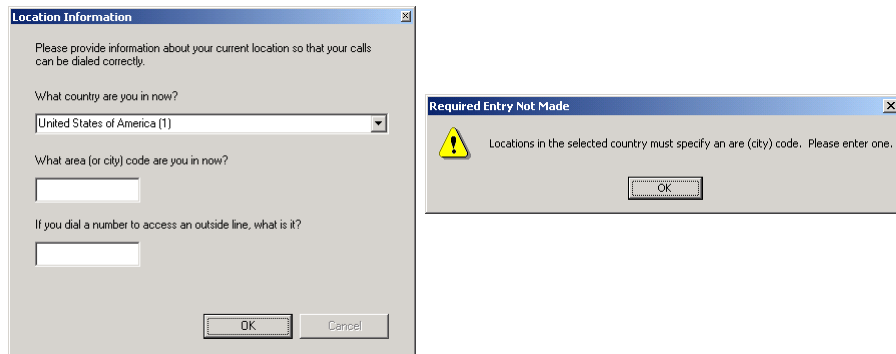 Location Information
Please provide information about your current location so that your calls
can be dialed correctly.
What country are you in now?
United States of America (1)
What area (or city) code are you in now?
If you dial a number to access an outside line, what is it?
OK
Cancel
Required Entry Not Made
Locations in the selected country must specify an are (city) code. Please enter one.
OK